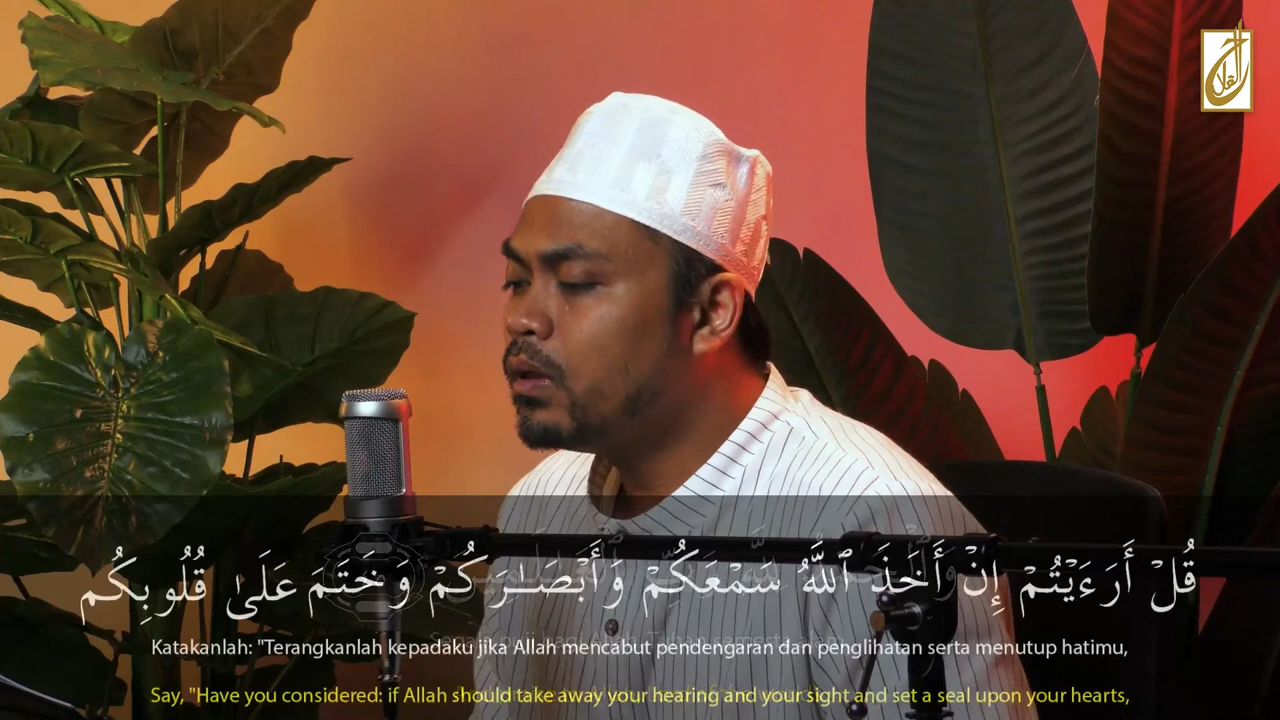 قُلْ أَرَءَيْتُمْ إِنْ أَخَذَ ٱللَّهُ سَمْعَكُمْ وَأَبْصَـٰرَكُمْ وَخَتَمَ عَلَىٰ قُلُوبِكُم
Katakanlah: "Terangkanlah kepadaku jika Allah mencabut pendengaran dan penglihatan serta menutup hatimu,
Say, "Have you considered: if Allah should take away your hearing and your sight and set a seal upon your hearts,